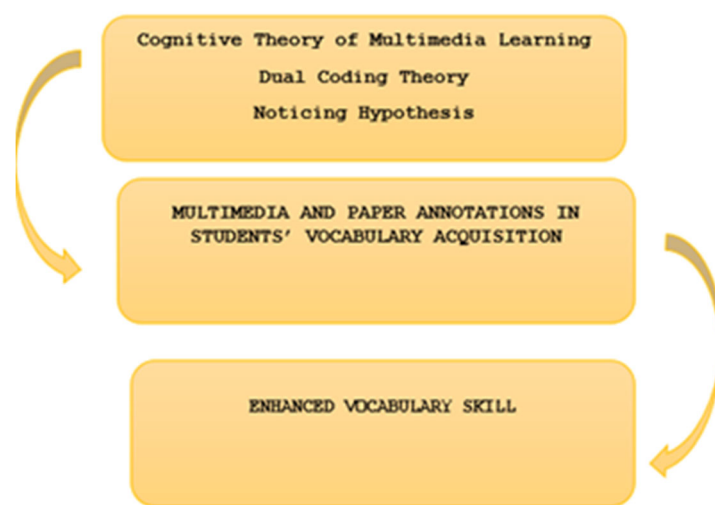 Cognitive Theory of Multimedia Learning
Dual Coding Theory
Noticing Hypothesis
MULTIMEDIA AND PAPER ANNOTATIONS IN
STUDENTS’ VOCABULARY ACQUISITION
ENHANCED VOCABULARY SKILL